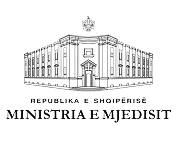 REPUBLIKA E SHQIPËRISË
MINISTRIA E MJEDISIT